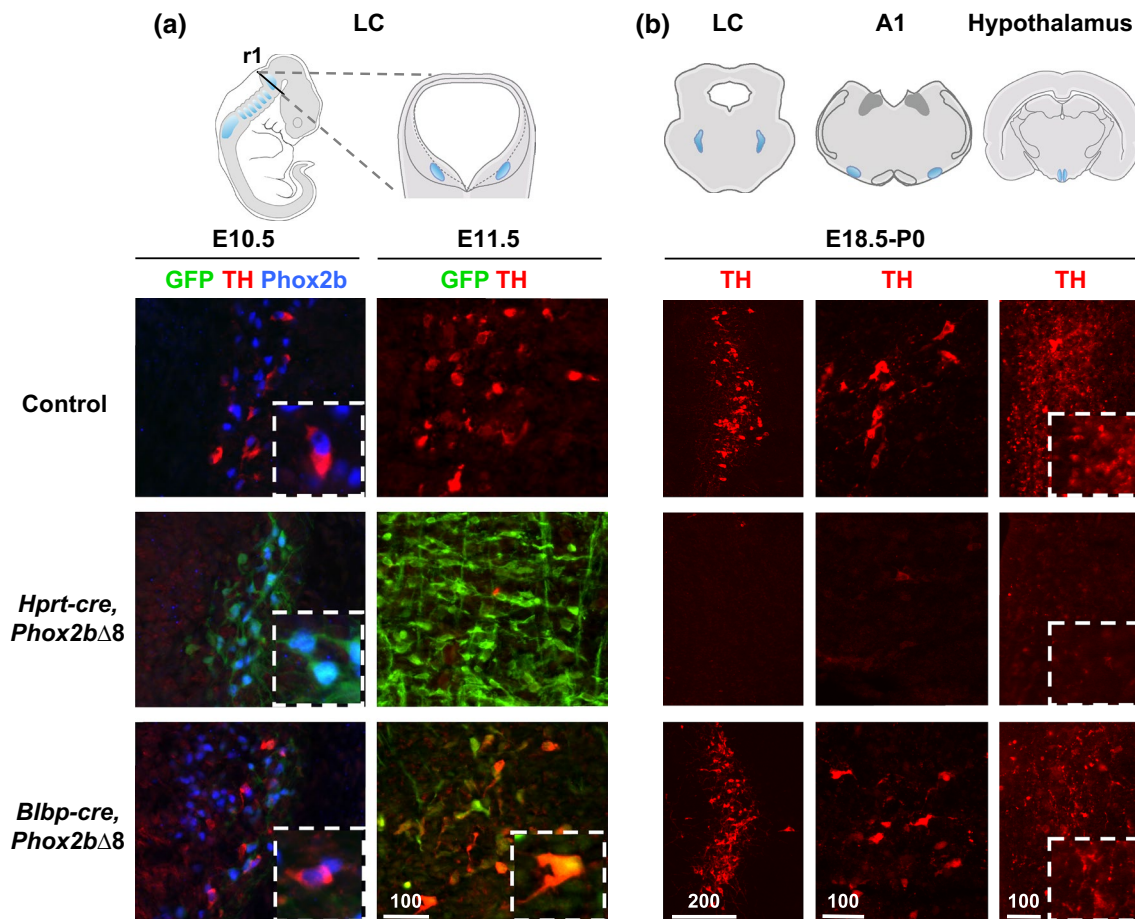 (a) LC
r1
(b) LC A1 Hypothalamus
E10.5 E11.5 E18.5-P0
GFP TH Phox2b GFP TH TH TH TH
Control
Hprt-cre,
Phox2bΔ8
Blbp-cre,
Phox2bΔ8
100 200 100 100